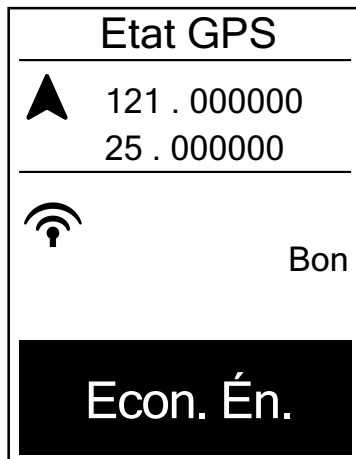 Etat GPS
121 . 000000
25 . 000000
Bon
Econ. Én.